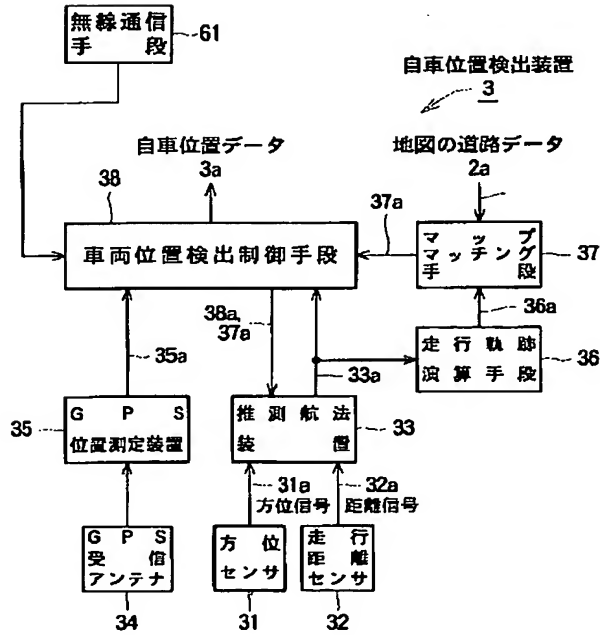 無線通信
手段
61
自車位置検出装置
3
自車位置データ
3a
地図の道路データ
2a
38
37a
車両位置検出制御手段
マップ
マッチング
手段
37
38a,
37a
36a
35a
33a
走行軌跡
演算手段
36
GPS
位置測定装置
35
推測航法
装置
33
31a
方位信号
32a
距離信号
GPS
受信
アンテナ
34
方位
センサ
31
走行
距離
センサ
32